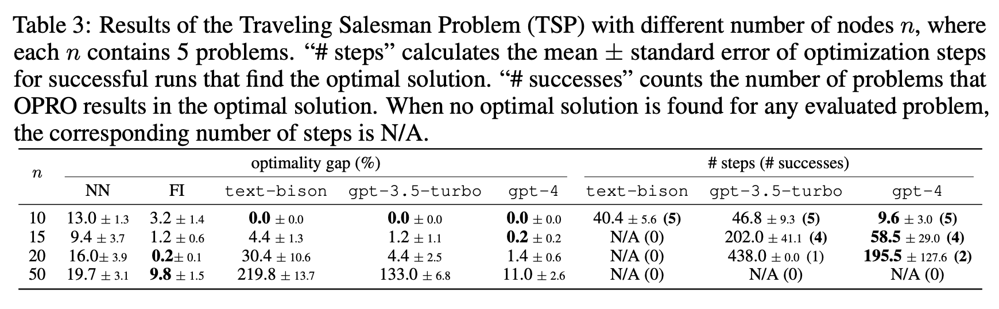 Table 3: Results of the Traveling Salesman Problem (TSP) with different number of nodes n, where
each n contains 5 problems. “# steps” calculates the mean ± standard error of optimization steps
for successful runs that find the optimal solution. “# successes” counts the number of problems that
OPRO results in the optimal solution. When no optimal solution is found for any evaluated problem,
the corresponding number of steps is N/A.
n optimality gap (%) # steps (# successes)
NN FI text-bison gpt-3.5-turbo gpt-4 text-bison gpt-3.5-turbo gpt-4
10 13.0 ± 1.3 3.2 ± 1.4 0.0 ± 0.0 0.0 ± 0.0 0.0 ± 0.0 40.4 ± 5.6 (5) 46.8 ± 9.3 (5) 9.6 ± 3.0 (5)
15 9.4 ± 3.7 1.2 ± 0.6 4.4 ± 1.3 1.2 ± 1.1 0.2 ± 0.2 N/A (0) 202.0 ± 41.1 (4) 58.5 ± 29.0 (4)
20 16.0± 3.9 0.2± 0.1 30.4 ± 10.6 4.4 ± 2.5 1.4 ± 0.6 N/A (0) 438.0 ± 0.0 (1) 195.5 ± 127.6 (2)
50 19.7 ± 3.1 9.8 ± 1.5 219.8 ± 13.7 133.0 ± 6.8 11.0 ± 2.6 N/A (0) N/A (0) N/A (0)